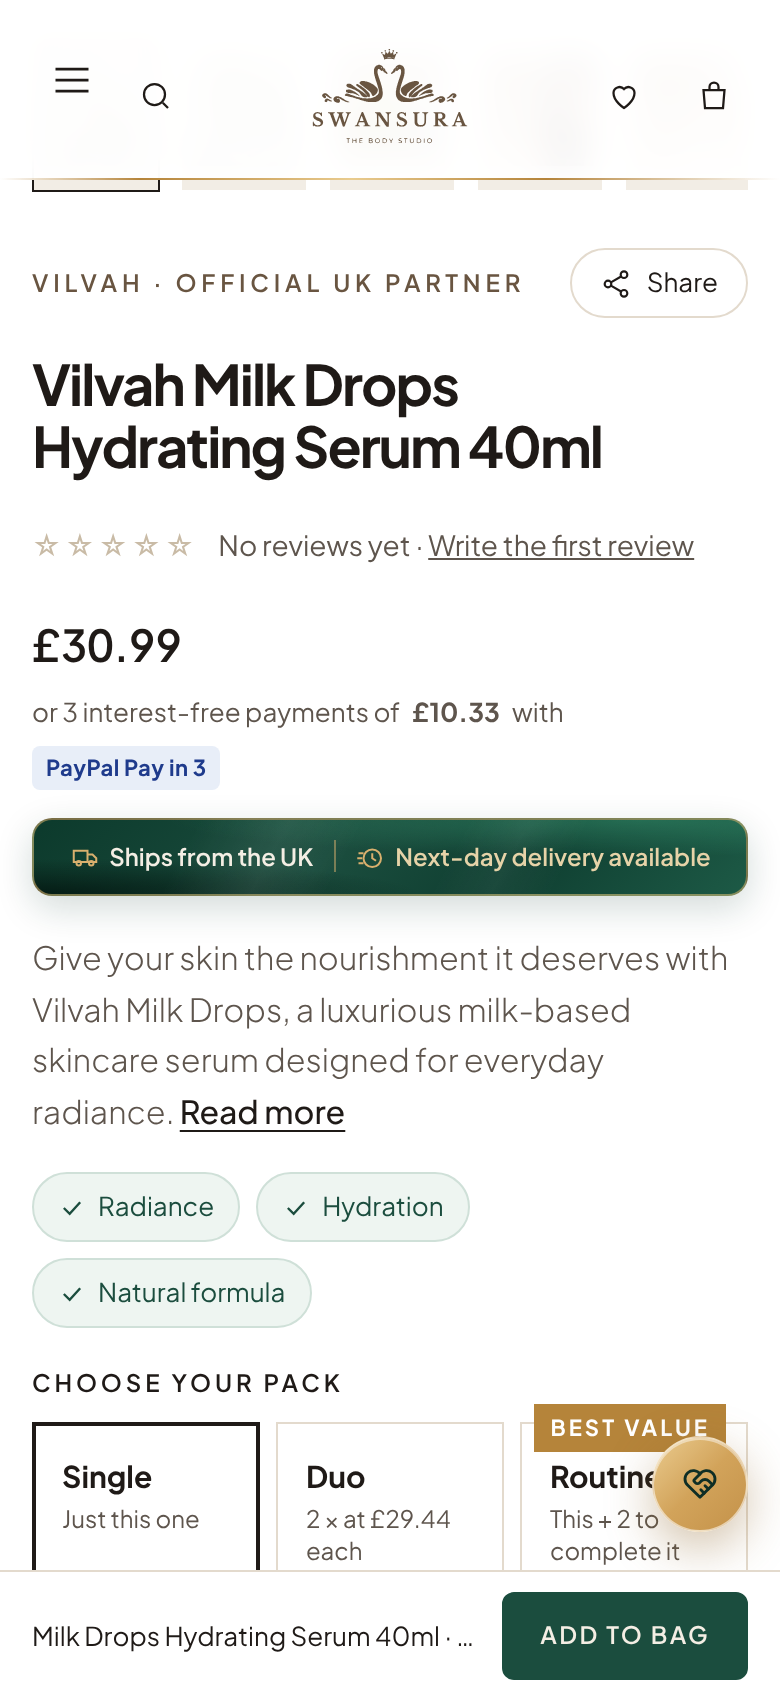 SWANSURA
THE BODY STUDIO
VILVAH · OFFICIAL UK PARTNER
Share
Vilvah Milk Drops
Hydrating Serum 40ml
No reviews yet · Write the first review
£30.99
or 3 interest-free payments of £10.33 with
PayPal Pay in 3
Ships from the UK
Next-day delivery available
Give your skin the nourishment it deserves with
Vilvah Milk Drops, a luxurious milk-based
skincare serum designed for everyday
radiance. Read more
Radiance
Hydration
Natural formula
CHOOSE YOUR PACK
Single
Just this one
Duo
2 × at £29.44
each
BEST VALUE
Routine
This + 2 to
complete it
Milk Drops Hydrating Serum 40ml · ...
ADD TO BAG